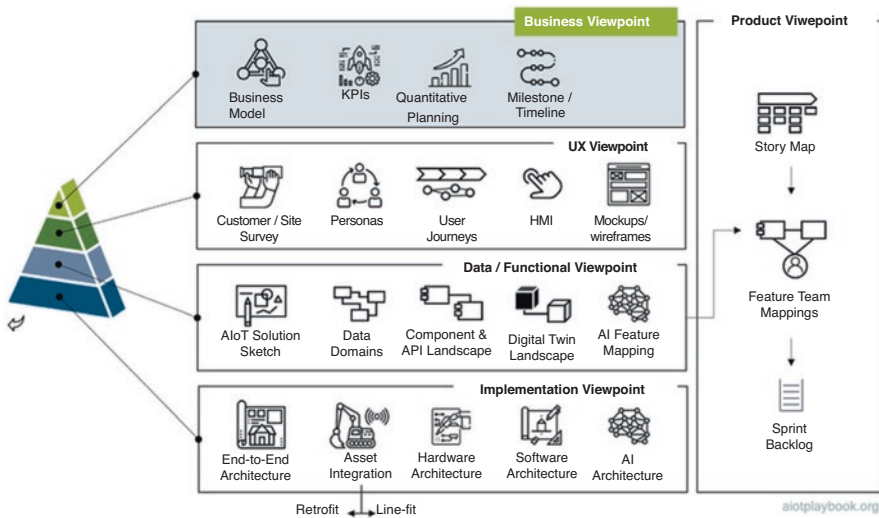 Business Viewpoint
Business
Model
KPIs
Quantitative
Planning
Milestone /
Timeline
UX Viewpoint
Customer / Site
Survey
Personas
User
Journeys
HMI
Mockups/
wireframes
Data / Functional Viewpoint
AIoT Solution
Sketch
Data
Domains
Component &
API Landscape
Digital Twin
Landscape
AI Feature
Mapping
Implementation Viewpoint
End-to-End
Architecture
Asset
Integration
Hardware
Architecture
Software
Architecture
AI
Architecture
Retrofit
Line-fit
Product Viwepoint
Story Map
Feature Team
Mappings
Sprint
Backlog
aiotplaybook.org